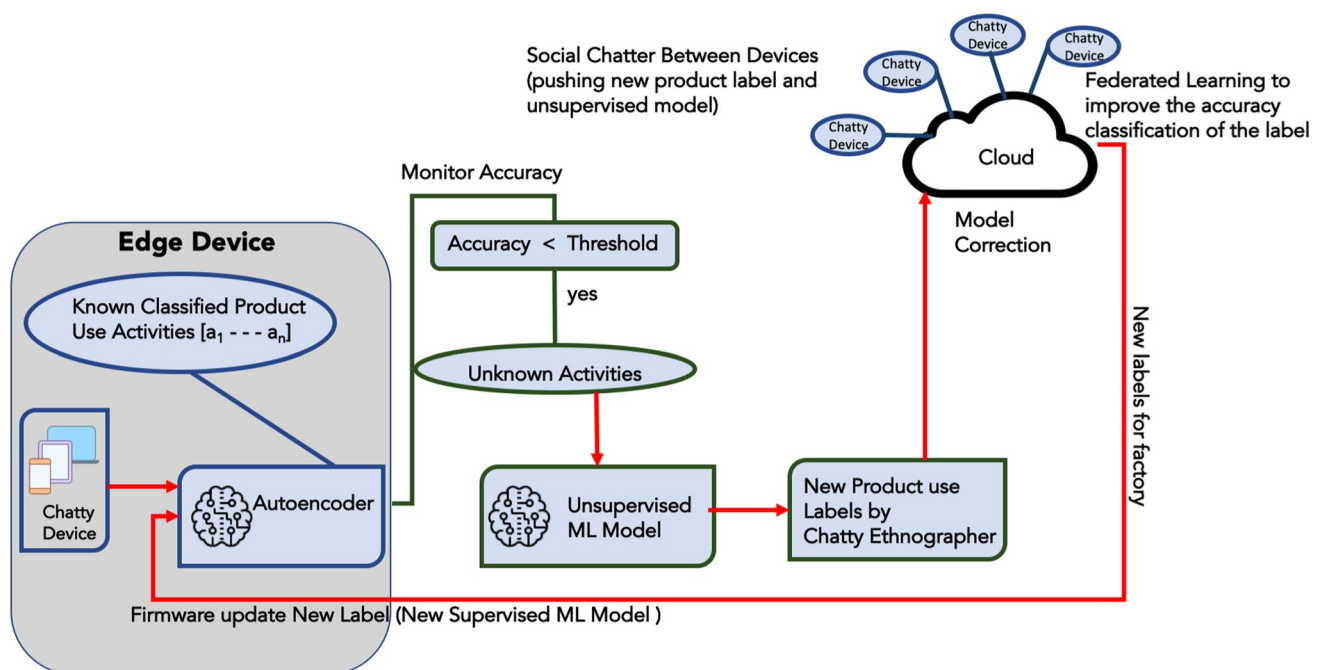 Social Chatter Between Devices
(pushing new product label and
unsupervised model)
Chatty
Device
Chatty
Device
Chatty
Device
Chatty
Device
Cloud
Federated Learning to
improve the accuracy
classification of the label
Model
Correction
Monitor Accuracy
Accuracy < Threshold
yes
Unknown Activities
Edge Device
Known Classified Product
Use Activities [a1 - - - an]
Chatty
Device
Autoencoder
Unsupervised
ML Model
New Product use
Labels by
Chatty Ethnographer
New labels for factory
Firmware update New Label (New Supervised ML Model )